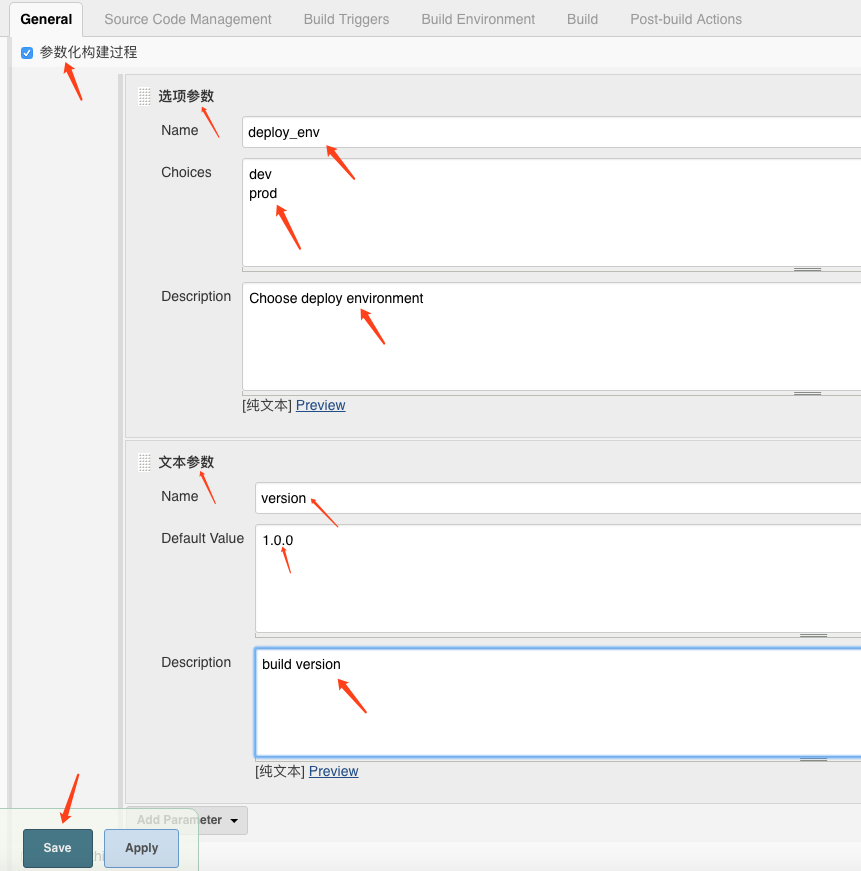 General Source Code Management Build Triggers Build Environment Build Post-build Actions
参数化构建过程
选项参数
Name deploy_env
Choices dev
prod
Description Choose deploy environment
[纯文本] Preview
文本参数
Name version
Default Value 1.0.0
Description build version
[纯文本] Preview
Add Parameter
Save Apply